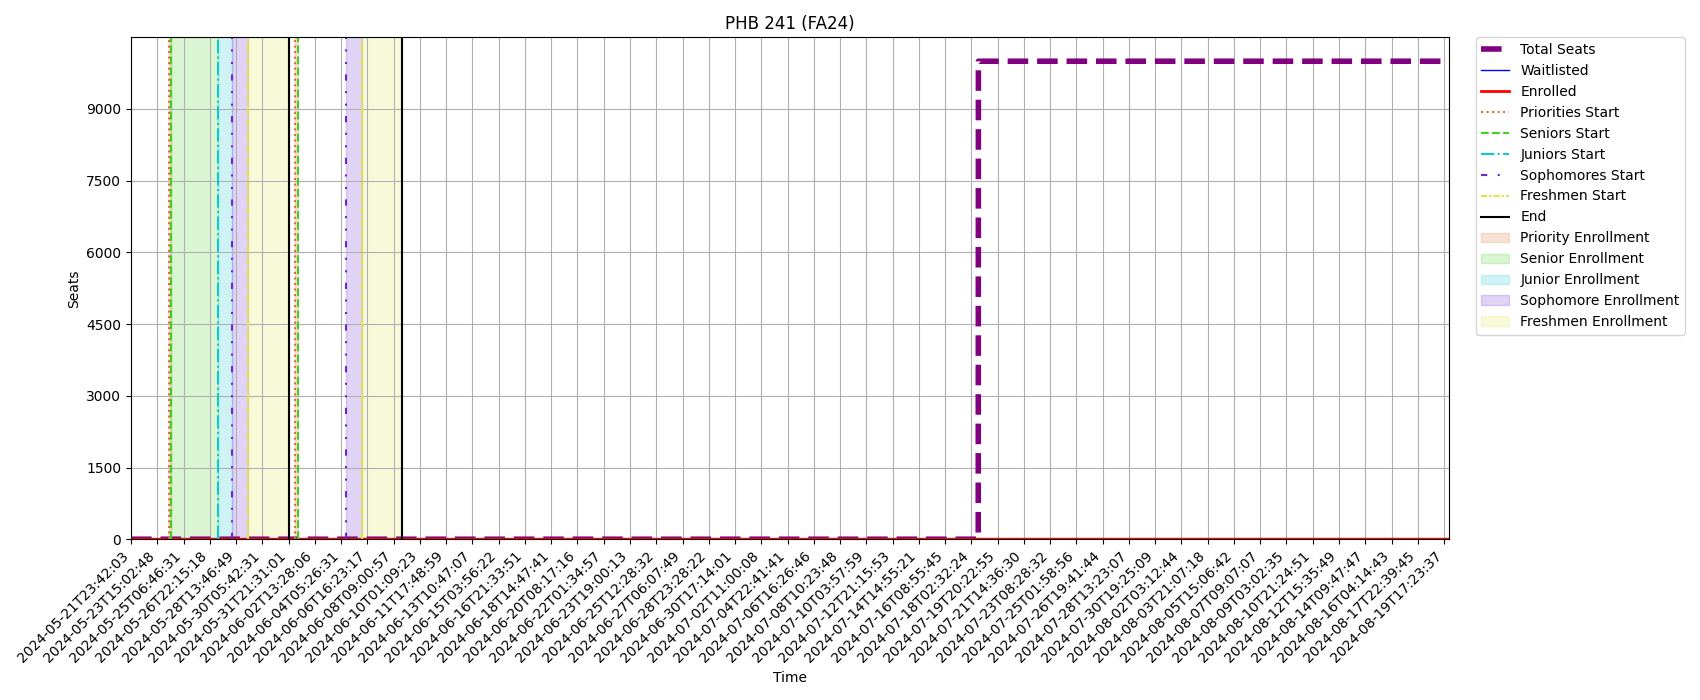 PHB 241 (FA24)
Seats
9000
7500
6000
4500
3000
1500
0
2024-05-21T23:42:03
2024-05-23T15:02:48
2024-05-25T06:46:31
2024-05-26T22:15:18
2024-05-28T13:46:49
2024-05-30T05:42:31
2024-05-31T21:31:01
2024-06-02T13:28:06
2024-06-04T05:26:31
2024-06-06T16:23:17
2024-06-08T09:00:57
2024-06-10T01:09:23
2024-06-11T17:48:59
2024-06-13T10:47:07
2024-06-15T03:56:22
2024-06-16T21:33:51
2024-06-18T14:47:41
2024-06-20T08:17:16
2024-06-22T01:34:57
2024-06-23T19:00:13
2024-06-25T12:28:32
2024-06-27T06:07:49
2024-06-28T23:28:22
2024-06-30T17:14:01
2024-07-02T11:00:08
2024-07-04T22:41:41
2024-07-06T16:26:46
2024-07-08T10:23:48
2024-07-10T03:57:59
2024-07-12T21:15:53
2024-07-14T14:55:21
2024-07-16T08:55:45
2024-07-18T02:32:24
2024-07-19T20:22:55
2024-07-21T14:36:30
2024-07-23T08:28:32
2024-07-25T01:58:56
2024-07-26T19:41:44
2024-07-28T13:23:07
2024-07-30T19:25:09
2024-08-02T03:12:44
2024-08-03T21:07:18
2024-08-05T15:06:42
2024-08-07T09:07:07
2024-08-09T03:02:35
2024-08-10T21:24:51
2024-08-12T15:35:49
2024-08-14T09:47:47
2024-08-16T04:14:43
2024-08-17T22:39:45
2024-08-19T17:23:37
Time
Total Seats
Waitlisted
Enrolled
Priorities Start
Seniors Start
Juniors Start
Sophomores Start
Freshmen Start
End
Priority Enrollment
Senior Enrollment
Junior Enrollment
Sophomore Enrollment
Freshmen Enrollment